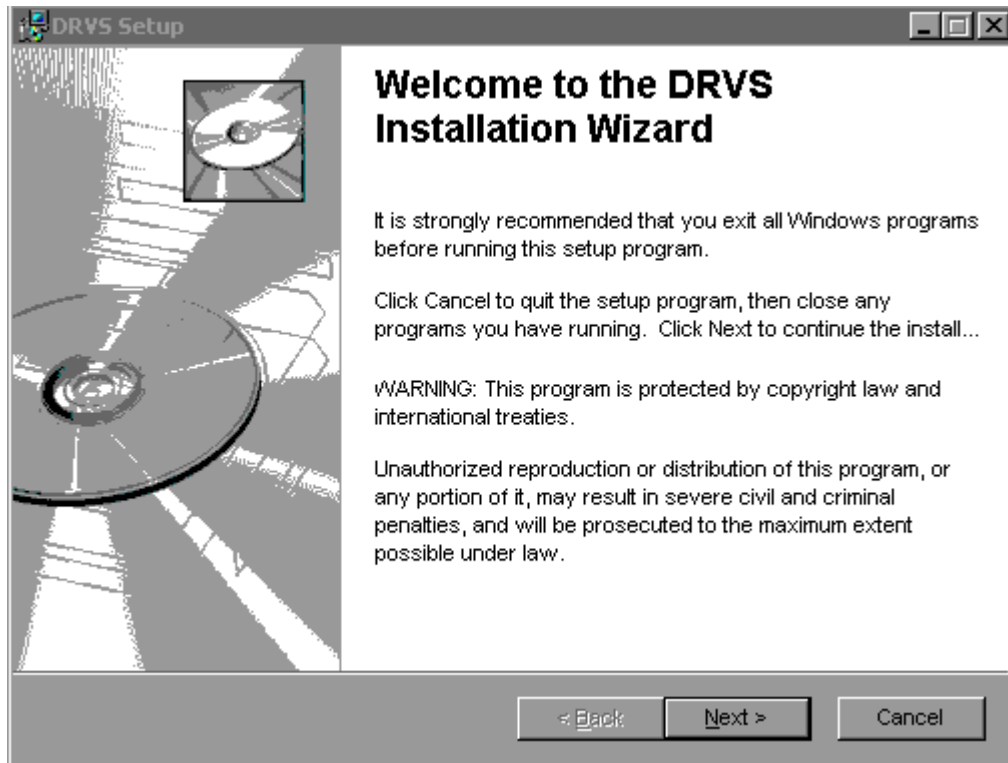 DRVS Setup
Welcome to the DRVS
Installation Wizard
It is strongly recommended that you exit all Windows programs
before running this setup program.
Click Cancel to quit the setup program, then close any
programs you have running.  Click Next to continue the install...
WARNING: This program is protected by copyright law and
international treaties.
Unauthorized reproduction or distribution of this program, or
any portion of it, may result in severe civil and criminal
penalties, and will be prosecuted to the maximum extent
possible under law.
< Back Next > Cancel